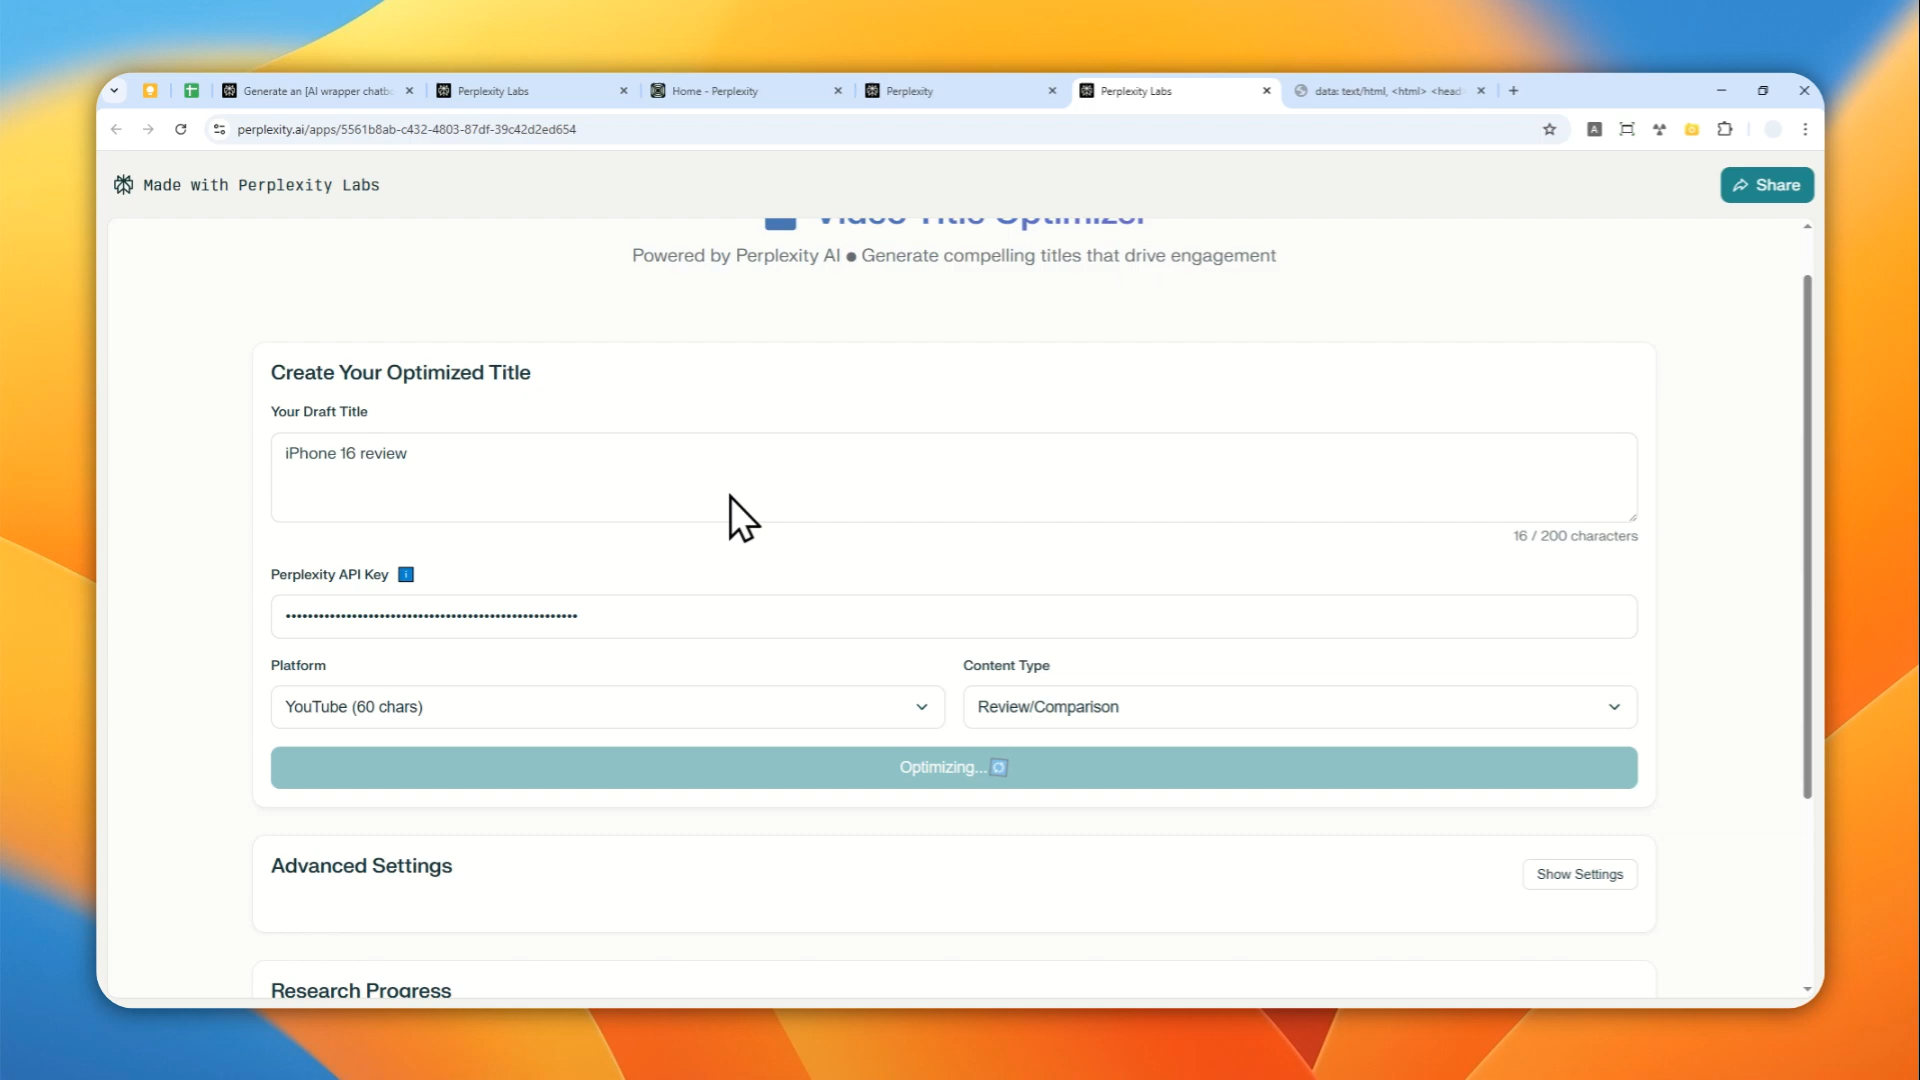 Generate an [AI wrapper chatb
Perplexity Labs
Home - Perplexity
Perplexity
Perplexity Labs
data: text/html, <html> <head
perplexity.ai/apps/5561b8ab-c432-4803-87df-39c42d2ed654
Made with Perplexity Labs
Share
Video Title Optimizer
Powered by Perplexity AI ● Generate compelling titles that drive engagement
Create Your Optimized Title
Your Draft Title
iPhone 16 review
16 / 200 characters
Perplexity API Key
Platform
Content Type
YouTube (60 chars)
Review/Comparison
Optimizing...
Advanced Settings
Show Settings
Research Progress